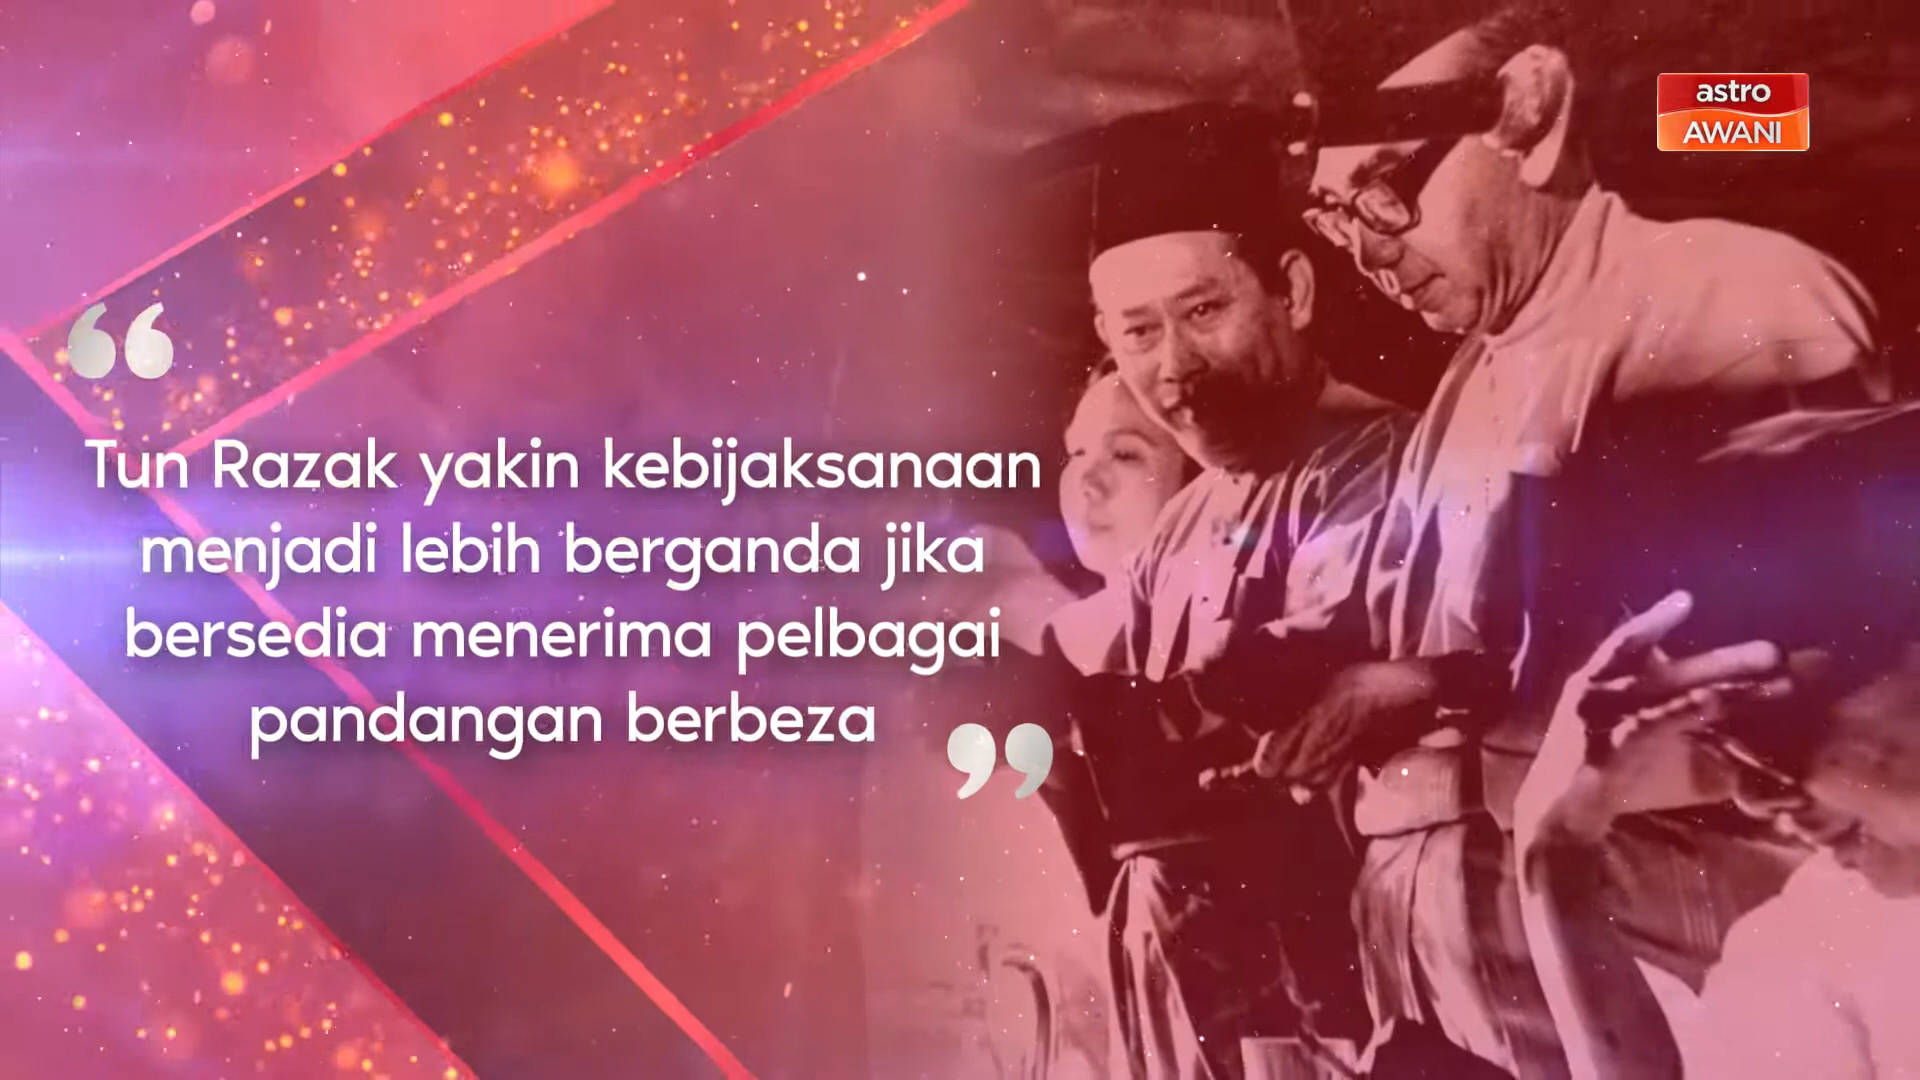 astro
AWANI
“
Tun Razak yakin kebijaksanaan
menjadi lebih berganda jika
bersedia menerima pelbagai
pandangan berbeza
”